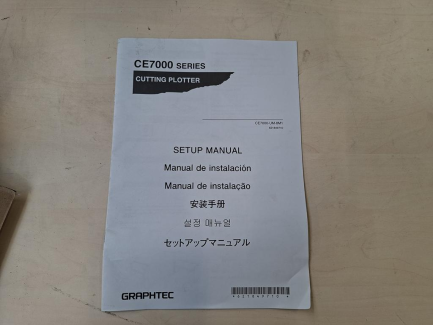 CE7000 SERIES
CUTTING PLOTTER
SETUP MANUAL
Manual de instalación
Manual de instalação
安装手册
설정 매뉴얼
セットアップマニュアル
GRAPHTEC